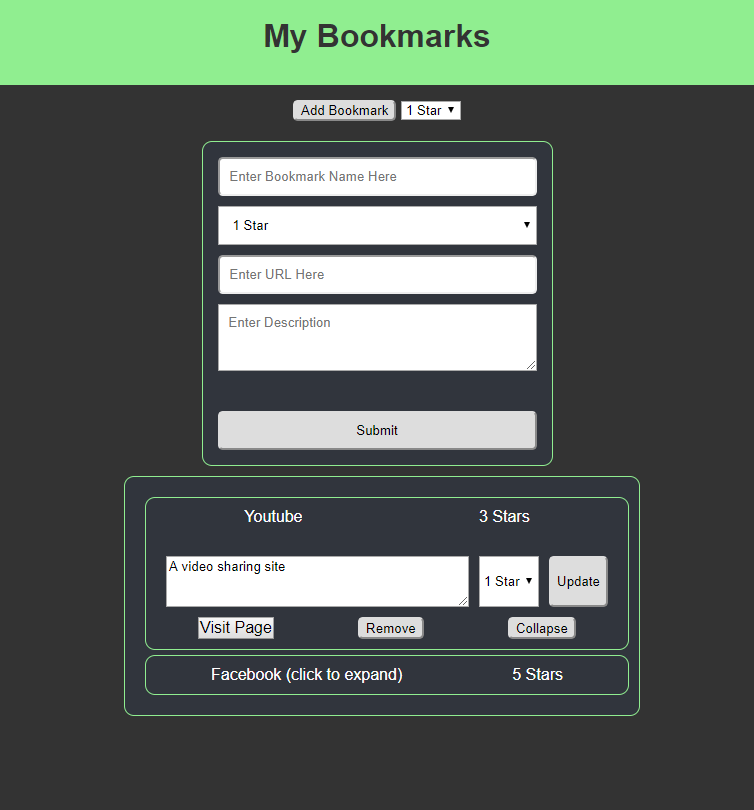 My Bookmarks
Add Bookmark 1 Star
Enter Bookmark Name Here
1 Star
Enter URL Here
Enter Description
Submit
Youtube 3 Stars
A video sharing site 1 Star Update
Visit Page Remove Collapse
Facebook (click to expand) 5 Stars